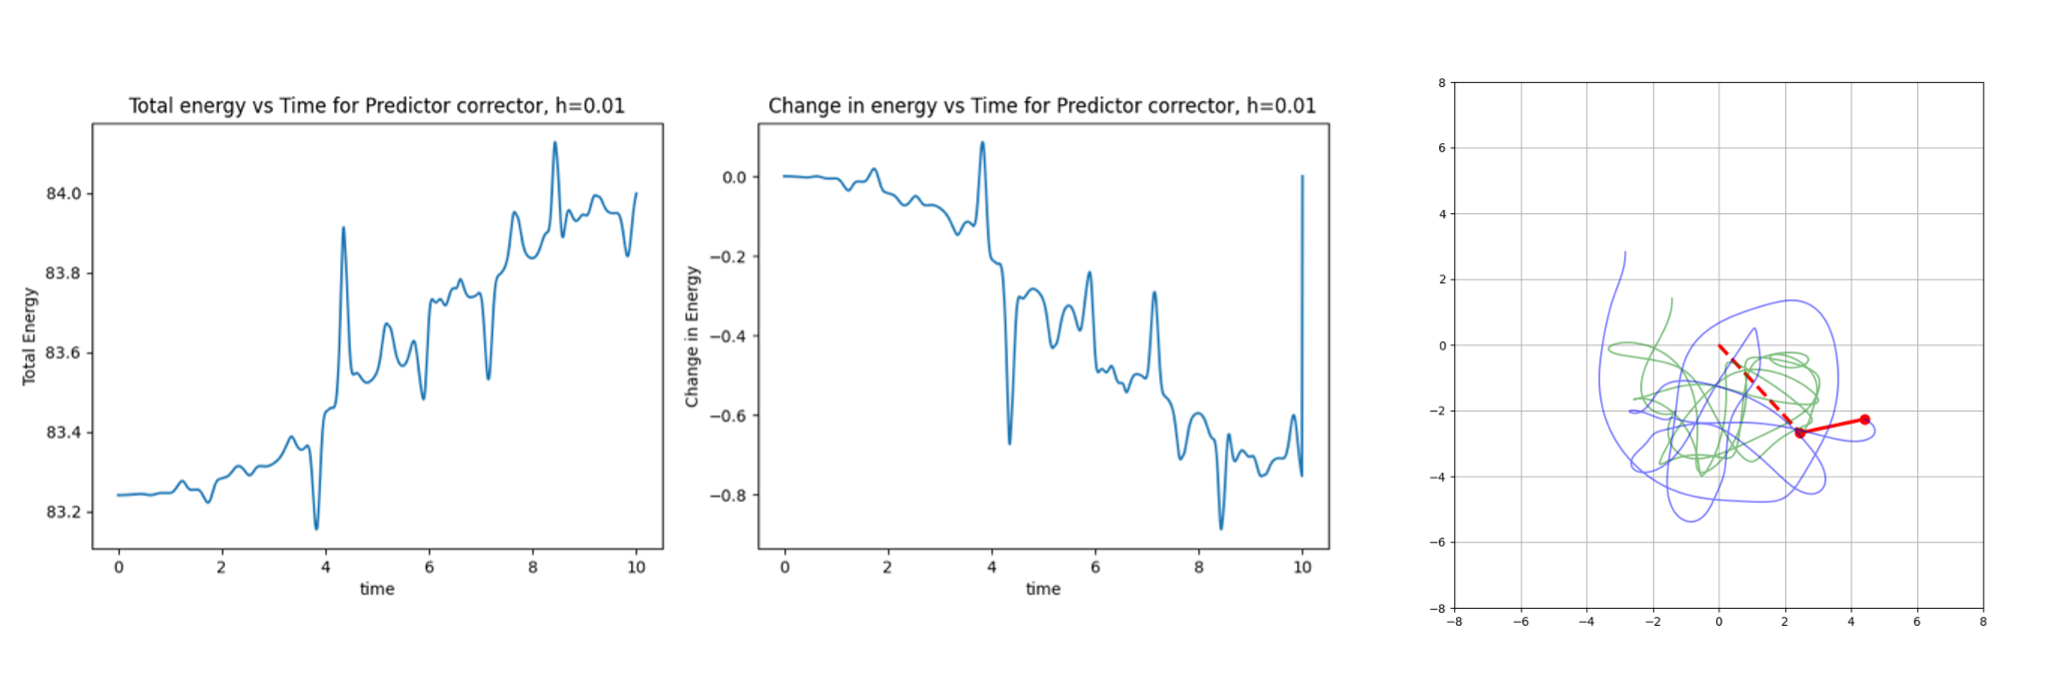 Total energy vs Time for Predictor corrector, h=0.01
Total Energy
84.0
83.8
83.6
83.4
83.2
0 2 4 6 8 10
time
Change in energy vs Time for Predictor corrector, h=0.01
Change in Energy
0.0
−0.2
−0.4
−0.6
−0.8
0 2 4 6 8 10
time
8
6
4
2
0
−2
−4
−6
−8
−8 −6 −4 −2 0 2 4 6 8